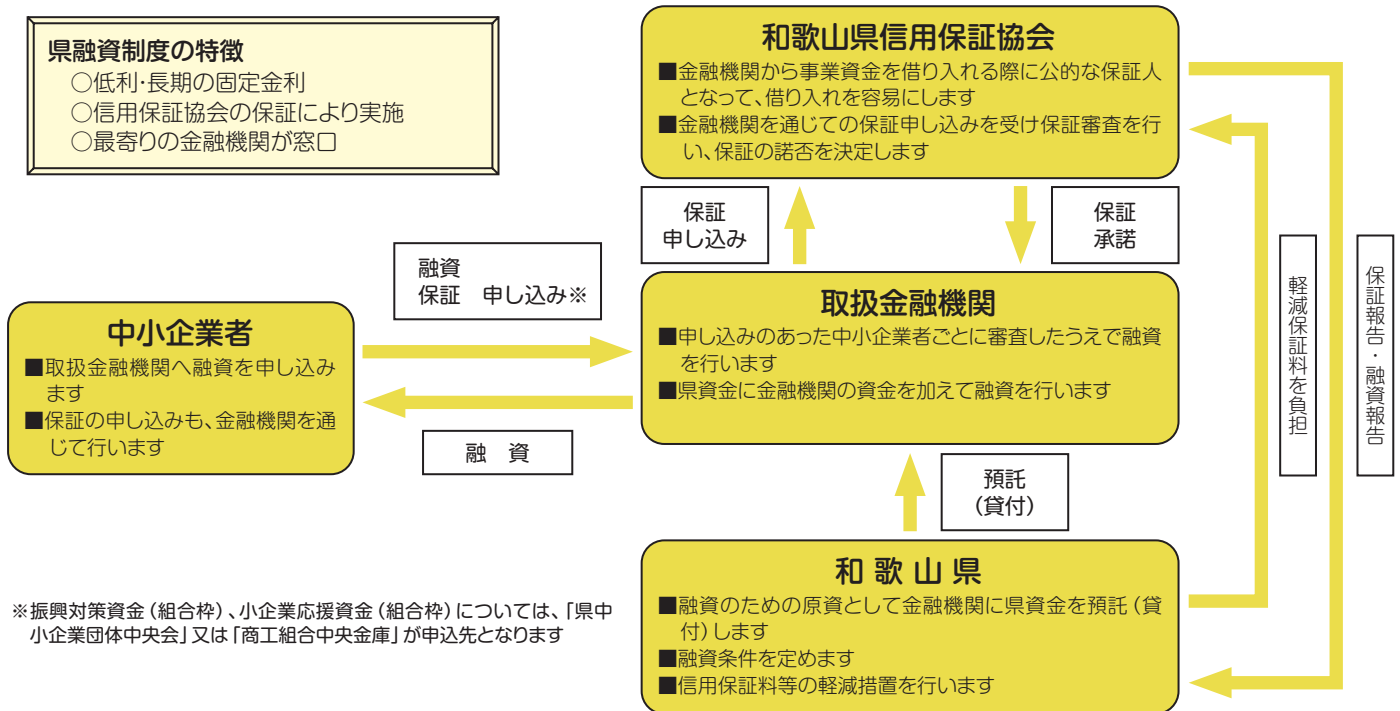 県融資制度の特徴
○低利・長期の固定金利
○信用保証協会の保証により実施
○最寄りの金融機関が窓口
和歌山県信用保証協会
■金融機関から事業資金を借り入れる際に公的な保証人
となって、借り入れを容易にします
■金融機関を通じての保証申し込みを受け保証審査を行
い、保証の諾否を決定します
保証
申し込み
保証
承諾
融資
保証 申し込み※
中小企業者
■取扱金融機関へ融資を申し込み
ます
■保証の申し込みも、金融機関を通
じて行います
融 資
取扱金融機関
■申し込みのあった中小企業者ごとに審査したうえで融資
を行います
■県資金に金融機関の資金を加えて融資を行います
預託
(貸付)
和 歌 山 県
■融資のための原資として金融機関に県資金を預託(貸
付)します
■融資条件を定めます
■信用保証料等の軽減措置を行います
軽減保証料を負担
保証報告・融資報告
※振興対策資金(組合枠)、小企業応援資金(組合枠)については、「県中
小企業団体中央会」又は「商工組合中央金庫」が申込先となります